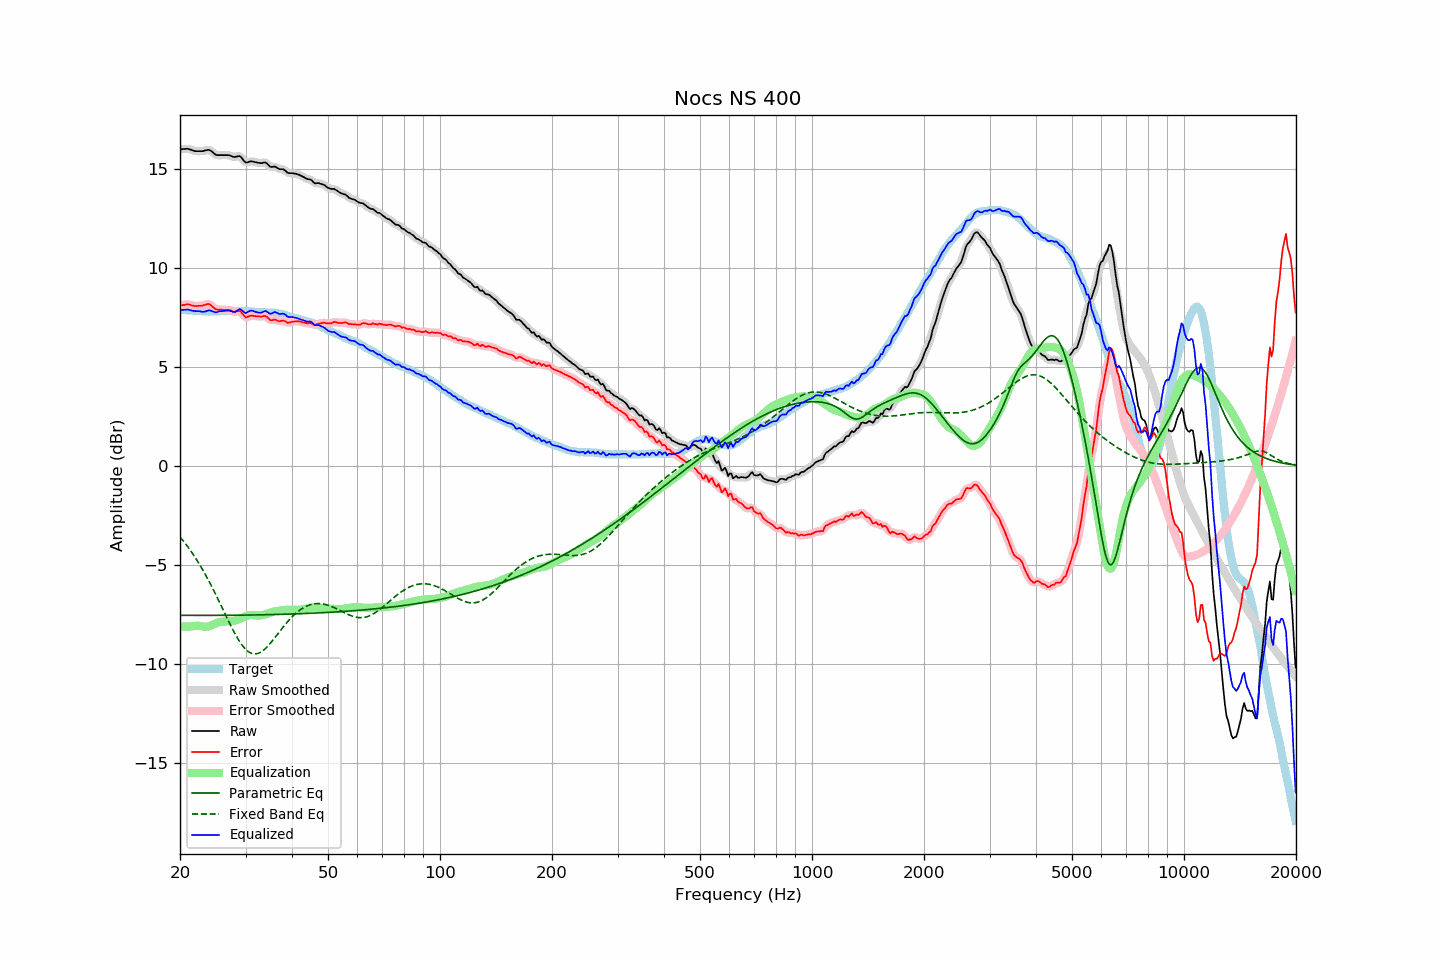 Nocs NS 400
Amplitude (dBr)
15
10
5
0
−5
−10
−15
Target
Raw Smoothed
Error Smoothed
Raw
Error
Equalization
Parametric Eq
Fixed Band Eq
Equalized
20
50
100
200
500
1000
2000
5000
10000
20000
Frequency (Hz)